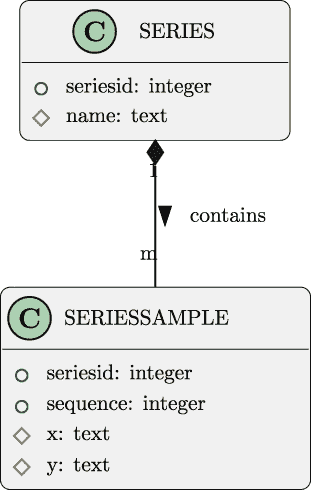 C SERIES
seriesid: integer
name: text
1
contains
m
C SERIESSAMPLE
seriesid: integer
sequence: integer
x: text
y: text